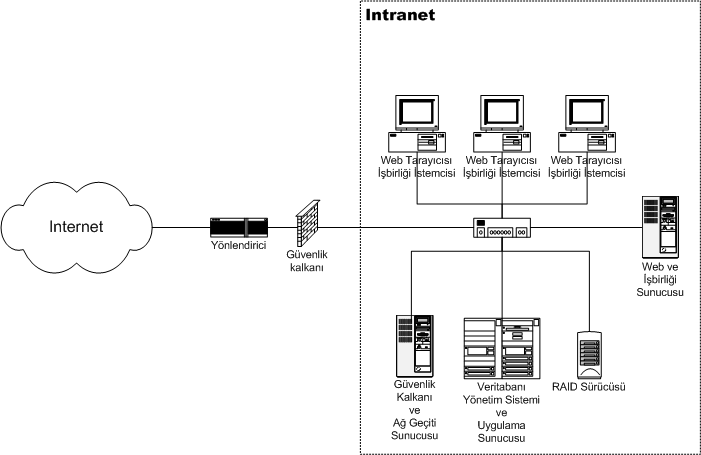 Intranet
Web Tarayıcısı
İşbirliği İstemcisi
Web Tarayıcısı
İşbirliği İstemcisi
Web Tarayıcısı
İşbirliği İstemcisi
Internet
Yönlendirici
Güvenlik
kalkanı
Web ve
İşbirliği
Sunucusu
Güvenlik
Kalkanı
ve
Ağ Geçiti
Sunucusu
Veritabanı
Yönetim Sistemi
ve
Uygulama
Sunucusu
RAID Sürücüsü